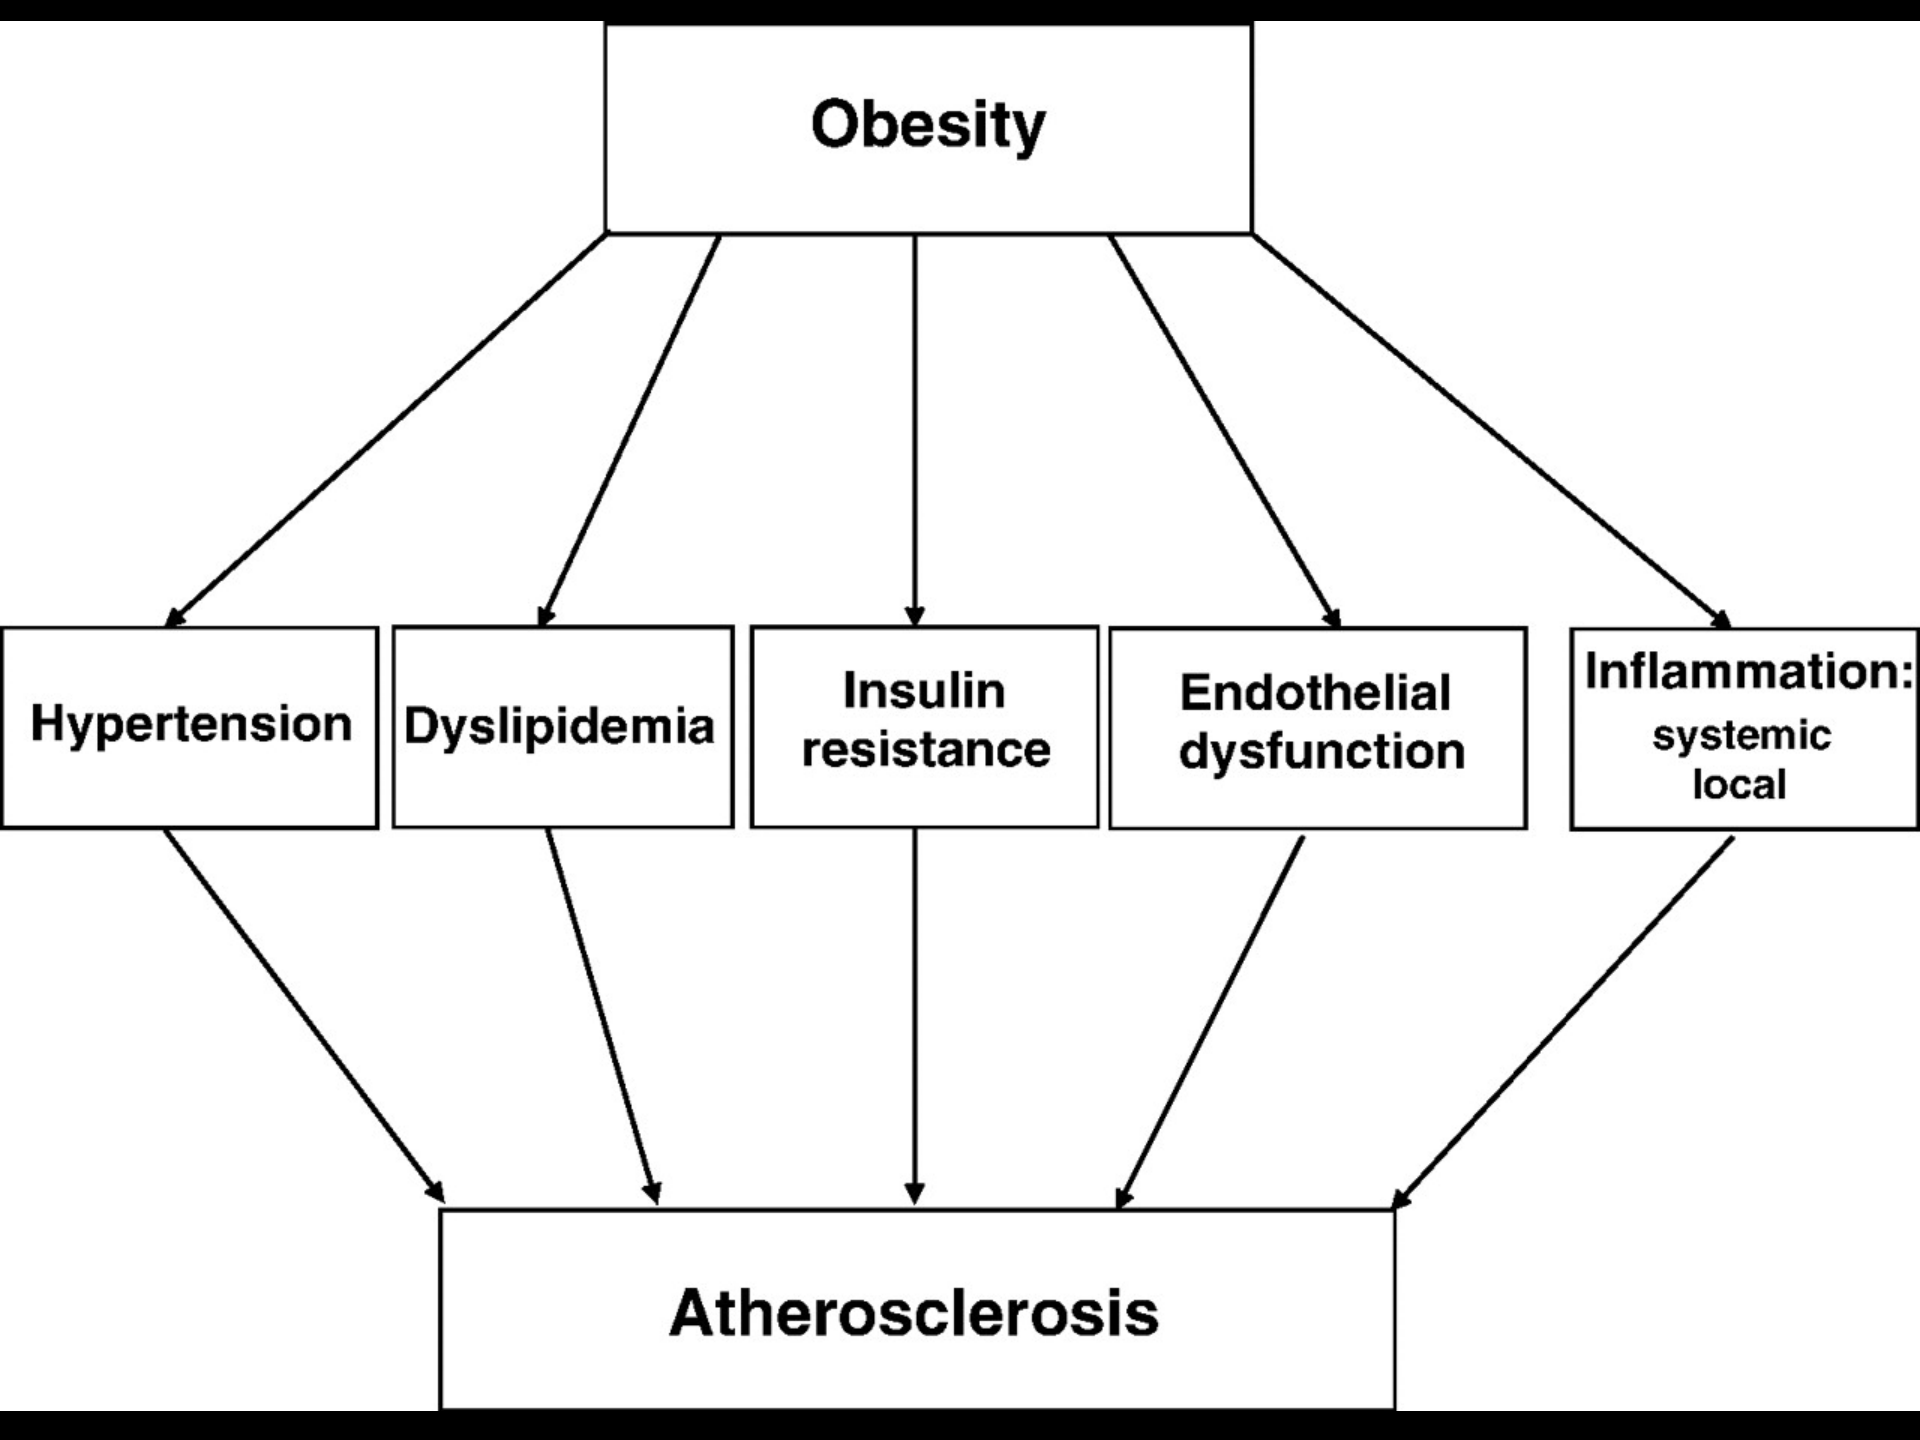 Obesity
Hypertension
Dyslipidemia
Insulin
resistance
Endothelial
dysfunction
Inflammation:
systemic
local
Atherosclerosis